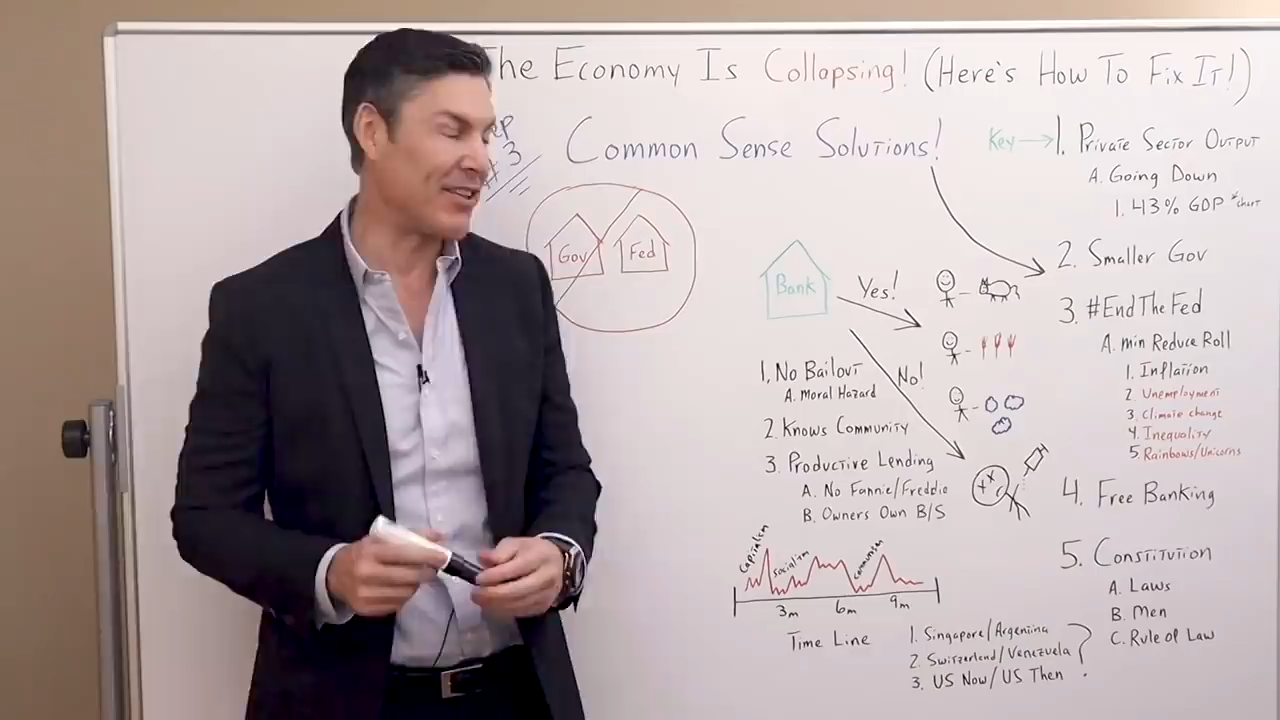 The Economy Is Collapsing! (Here's How To Fix It!)
Common Sense Solutions!
Gov
Fed
Bank
Yes!
No!
1. No Bailout
A. Moral Hazard
2. Knows Community
3. Productive Lending
A. No Fannie/Freddie
B. Owners Own B/S
Capitalism
Socialism
Communism
3m 6m 9m
Time Line
1. Singapore/Argentina
2. Switzerland/Venezuela
3. US Now/US Then
?
Key → 1. Private Sector Output
A. Going Down
1. 43% GDP *chart
2. Smaller Gov
3. #EndTheFed
A. min Reduce Roll
1. Inflation
2. Unemployment
3. Climate change
4. Inequality
5. Rainbows/Unicorns
4. Free Banking
5. Constitution
A. Laws
B. Men
C. Rule of Law